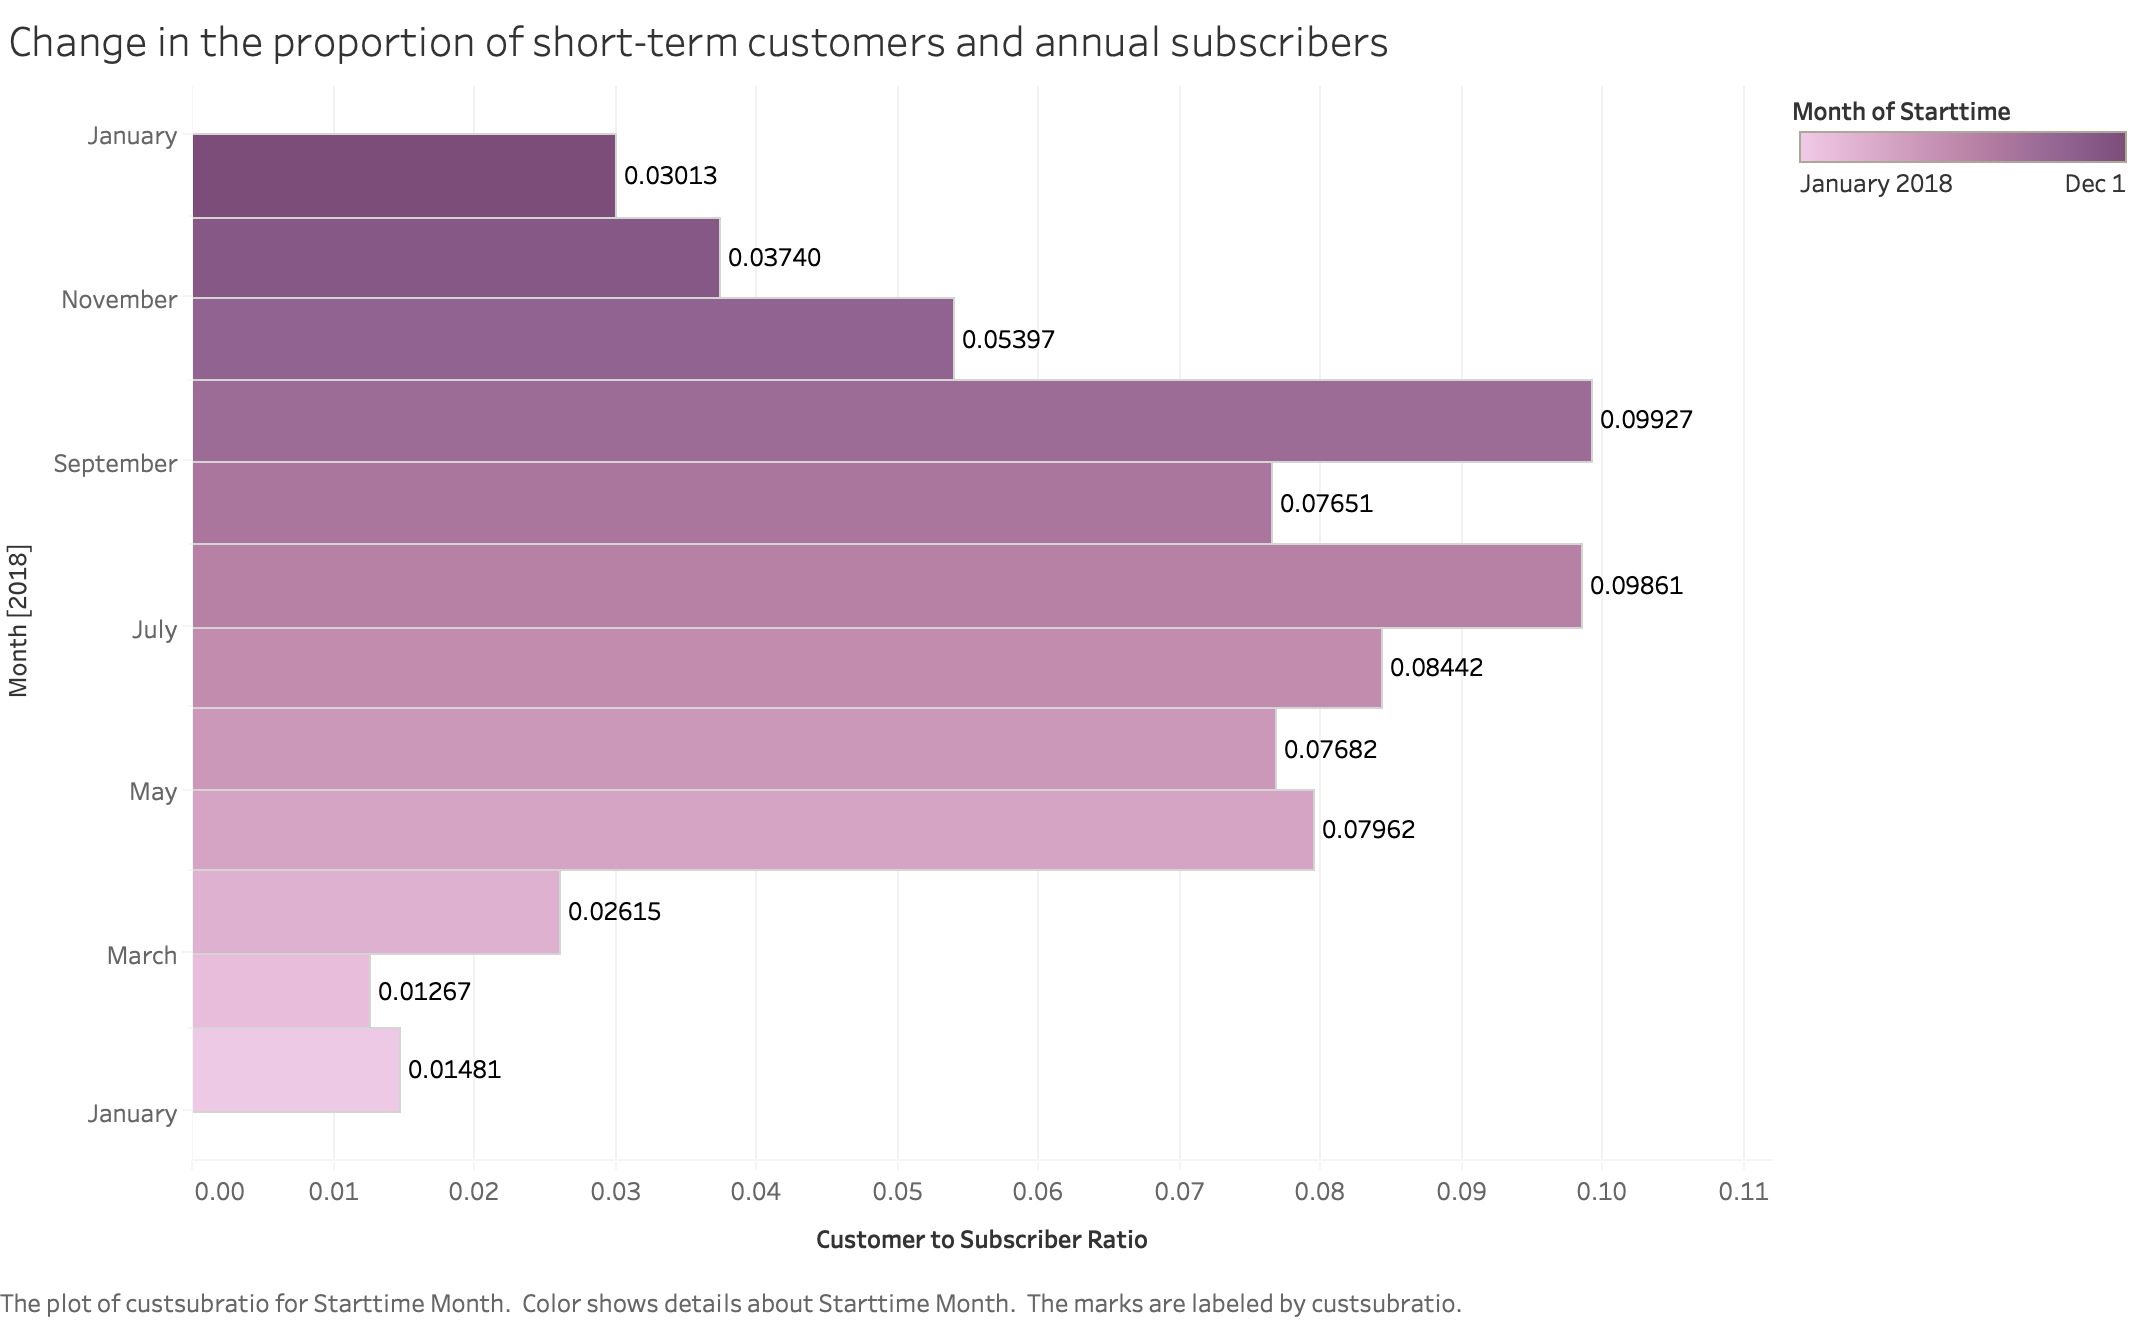 Change in the proportion of short-term customers and annual subscribers
Month of Starttime
January 2018 Dec 1
January
0.03013
0.03740
November
0.05397
0.09927
September
0.07651
0.09861
July
0.08442
0.07682
May
0.07962
0.02615
March
0.01267
0.01481
January
Month [2018]
0.00 0.01 0.02 0.03 0.04 0.05 0.06 0.07 0.08 0.09 0.10 0.11
Customer to Subscriber Ratio
The plot of custsubratio for Starttime Month. Color shows details about Starttime Month. The marks are labeled by custsubratio.